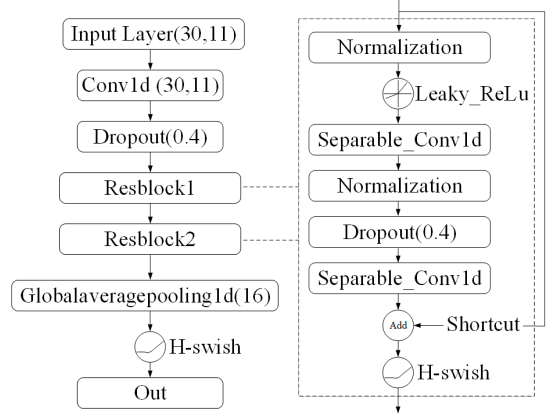 Input Layer(30,11)
Conv1d (30,11)
Dropout(0.4)
Resblock1
Resblock2
Globalaveragepooling1d(16)
H-swish
Out
Normalization
Leaky_ReLu
Separable_Conv1d
Normalization
Dropout(0.4)
Separable_Conv1d
Add
Shortcut
H-swish